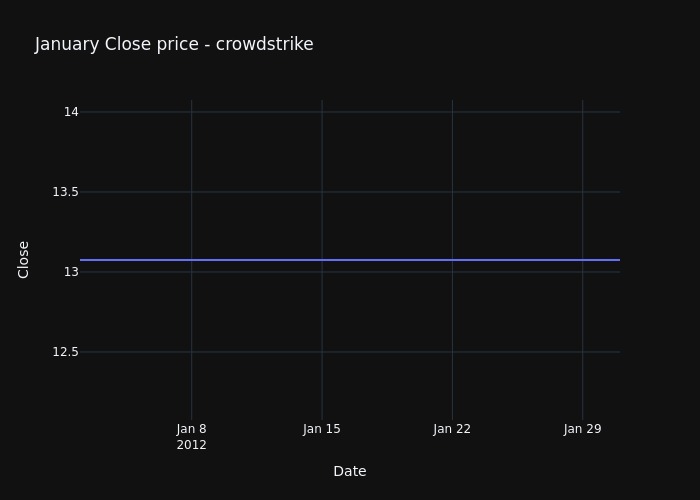 January Close price - crowdstrike
14
13.5
13
12.5
Close
Jan 8
2012
Jan 15
Jan 22
Jan 29
Date